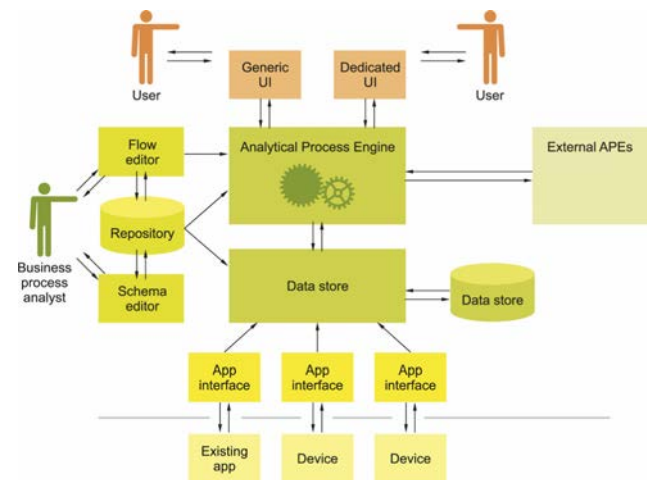 Generic
UI
Dedicated
UI
User
User
Flow
editor
Analytical Process Engine
External APEs
Repository
Business
process
analyst
Schema
editor
Data store
Data store
App
interface
App
interface
App
interface
Existing
app
Device
Device